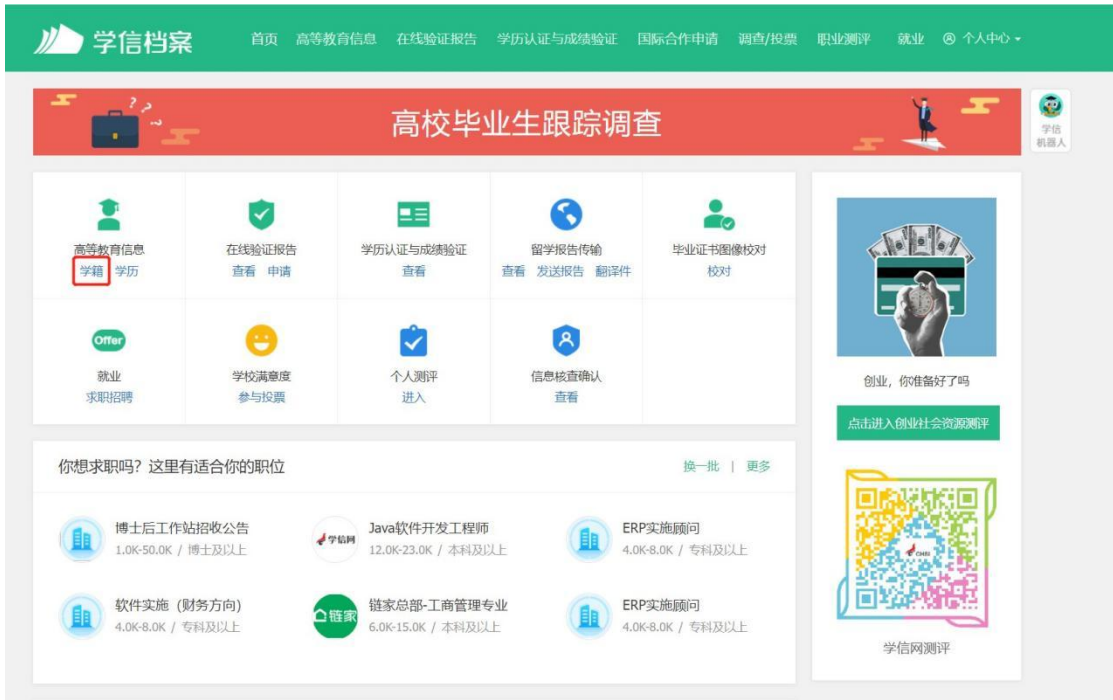 学信档案
首页 高等教育信息 在线验证报告 学历认证与成绩验证 国际合作申请 调查/投票 职业测评 就业 个人中心
? ? ?
高校毕业生跟踪调查
学信
机器人
高等教育信息
学籍 学历
在线验证报告
查看 申请
学历认证与成绩验证
查看
留学报告传输
查看 发送报告 翻译件
毕业证书图像校对
校对
Offer
就业
求职招聘
学校满意度
参与投票
个人测评
进入
信息核查确认
查看
创业，你准备好了吗
点击进入创业社会资源测评
你想求职吗？这里有适合你的职位
换一批 | 更多
博士后工作站招收公告
1.0K-50.0K / 博士及以上
学信网
Java软件开发工程师
12.0K-23.0K / 本科及以上
ERP实施顾问
4.0K-8.0K / 专科及以上
软件实施（财务方向)
4.0K-8.0K / 专科及以上
链家
链家总部-工商管理专业
6.0K-15.0K / 本科及以上
ERP实施顾问
4.0K-8.0K / 专科及以上
学信网测评